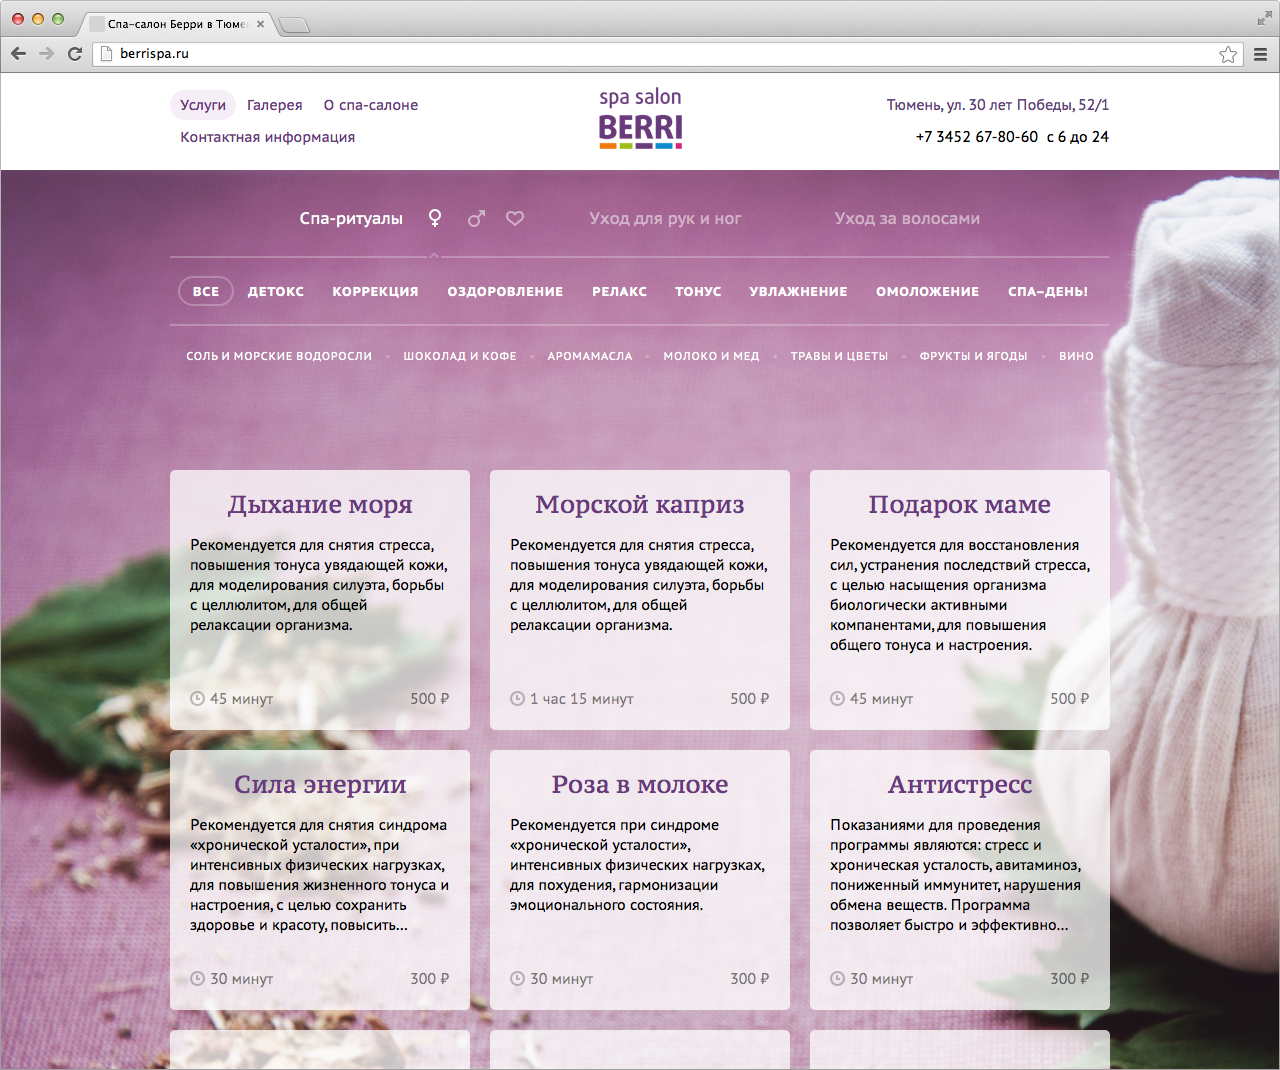 Спа-салон Берри в Тюмен
berrispa.ru
Услуги Галерея О спа-салоне
Контактная информация
spa salon
BERRI
Тюмень, ул. 30 лет Победы, 52/1
+7 3452 67-80-60 с 6 до 24
Спа-ритуалы Уход для рук и ног Уход за волосами
ВСЕ ДЕТОКС КОРРЕКЦИЯ ОЗДОРОВЛЕНИЕ РЕЛАКС ТОНУС УВЛАЖНЕНИЕ ОМОЛОЖЕНИЕ СПА-ДЕНЬ!
СОЛЬ И МОРСКИЕ ВОДОРОСЛИ • ШОКОЛАД И КОФЕ • АРОМАМАСЛА • МОЛОКО И МЕД • ТРАВЫ И ЦВЕТЫ • ФРУКТЫ И ЯГОДЫ • ВИНО
Дыхание моря
Рекомендуется для снятия стресса,
повышения тонуса увядающей кожи,
для моделирования силуэта, борьбы
с целлюлитом, для общей
релаксации организма.
45 минут 500 ₽
Морской каприз
Рекомендуется для снятия стресса,
повышения тонуса увядающей кожи,
для моделирования силуэта, борьбы
с целлюлитом, для общей
релаксации организма.
1 час 15 минут 500 ₽
Подарок маме
Рекомендуется для восстановления
сил, устранения последствий стресса,
с целью насыщения организма
биологически активными
компанентами, для повышения
общего тонуса и настроения.
45 минут 500 ₽
Сила энергии
Рекомендуется для снятия синдрома
«хронической усталости», при
интенсивных физических нагрузках,
для повышения жизненного тонуса и
настроения, с целью сохранить
здоровье и красоту, повысить...
30 минут 300 ₽
Роза в молоке
Рекомендуется при синдроме
«хронической усталости»,
интенсивных физических нагрузках,
для похудения, гармонизации
эмоционального состояния.
30 минут 300 ₽
Антистресс
Показаниями для проведения
программы являются: стресс и
хроническая усталость, авитаминоз,
пониженный иммунитет, нарушения
обмена веществ. Программа
позволяет быстро и эффективно...
30 минут 300 ₽